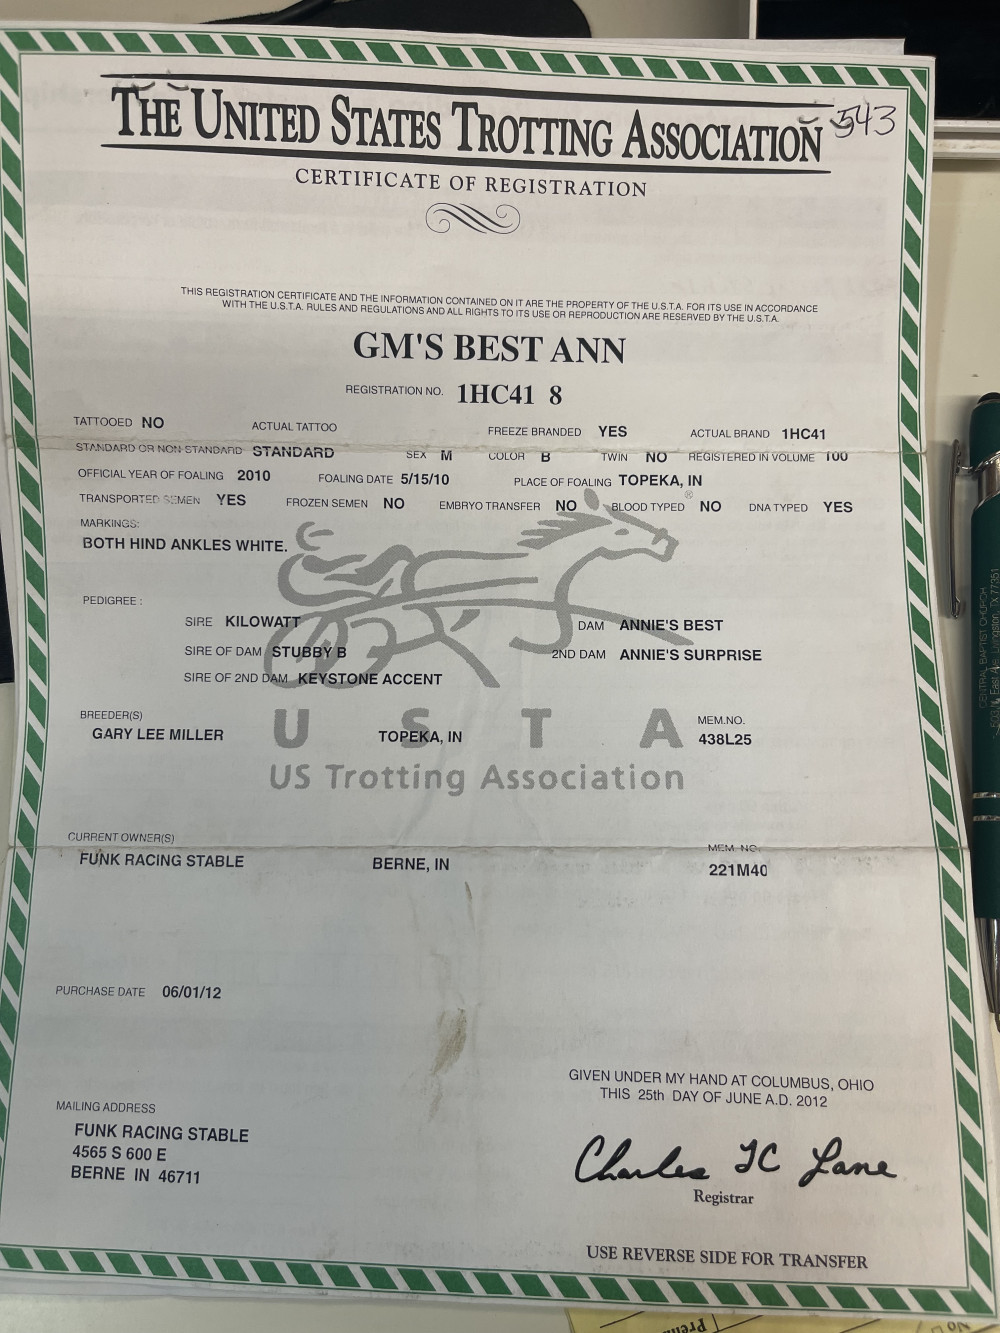 THE UNITED STATES TROTTING ASSOCIATION 543
CERTIFICATE OF REGISTRATION
THIS REGISTRATION CERTIFICATE AND THE INFORMATION CONTAINED ON IT ARE THE PROPERTY OF THE U.S.T.A. FOR ITS USE IN ACCORDANCE
WITH THE U.S.T.A. RULES AND REGULATIONS AND ALL RIGHTS TO ITS USE OR REPRODUCTION ARE RESERVED BY THE U.S.T.A.
GM'S BEST ANN
REGISTRATION NO. 1HC41 8
TATTOOED NO ACTUAL TATTOO FREEZE BRANDED YES ACTUAL BRAND 1HC41
STANDARD OR NON-STANDARD STANDARD SEX M COLOR B TWIN NO REGISTERED IN VOLUME 100
OFFICIAL YEAR OF FOALING 2010 FOALING DATE 5/15/10 PLACE OF FOALING TOPEKA, IN
TRANSPORTED SEMEN YES FROZEN SEMEN NO EMBRYO TRANSFER NO BLOOD TYPED NO DNA TYPED YES
®
MARKINGS:
BOTH HIND ANKLES WHITE.
PEDIGREE :
SIRE KILOWATT DAM ANNIE'S BEST
SIRE OF DAM STUBBY B 2ND DAM ANNIE'S SURPRISE
SIRE OF 2ND DAM KEYSTONE ACCENT
BREEDER(S) MEM.NO.
GARY LEE MILLER TOPEKA, IN 438L25
U S T A
US Trotting Association
CURRENT OWNER(S) MEM. NO.
FUNK RACING STABLE BERNE, IN 221M40
PURCHASE DATE 06/01/12
GIVEN UNDER MY HAND AT COLUMBUS, OHIO
THIS 25th DAY OF JUNE A.D. 2012
MAILING ADDRESS
FUNK RACING STABLE
4565 S 600 E
BERNE IN 46711
Charles TC Lane
Registrar
USE REVERSE SIDE FOR TRANSFER
CENTRAL BAPTIST CHURCH
Livingston, TX 77351
No